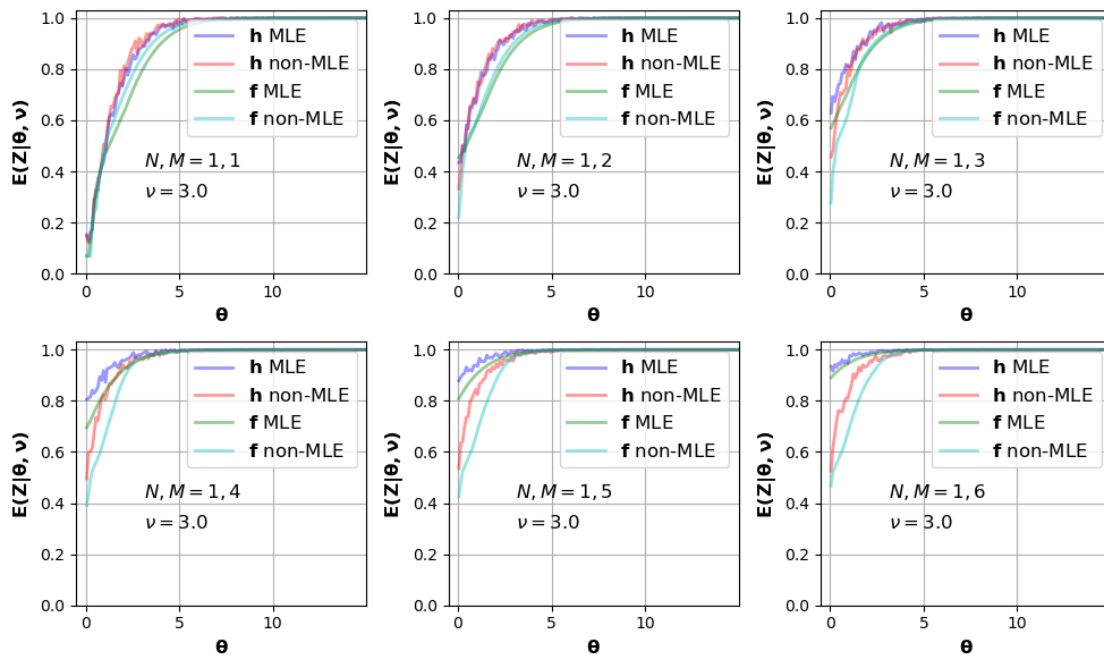 1.0
0.8
0.6
0.4
0.2
0.0
E(Z|θ, ν)
h MLE
h non-MLE
f MLE
f non-MLE
N, M = 1, 1
ν = 3.0
0
5
10
θ
1.0
0.8
0.6
0.4
0.2
0.0
E(Z|θ, ν)
h MLE
h non-MLE
f MLE
f non-MLE
N, M = 1, 2
ν = 3.0
0
5
10
θ
1.0
0.8
0.6
0.4
0.2
0.0
E(Z|θ, ν)
h MLE
h non-MLE
f MLE
f non-MLE
N, M = 1, 3
ν = 3.0
0
5
10
θ
1.0
0.8
0.6
0.4
0.2
0.0
E(Z|θ, ν)
h MLE
h non-MLE
f MLE
f non-MLE
N, M = 1, 4
ν = 3.0
0
5
10
θ
1.0
0.8
0.6
0.4
0.2
0.0
E(Z|θ, ν)
h MLE
h non-MLE
f MLE
f non-MLE
N, M = 1, 5
ν = 3.0
0
5
10
θ
1.0
0.8
0.6
0.4
0.2
0.0
E(Z|θ, ν)
h MLE
h non-MLE
f MLE
f non-MLE
N, M = 1, 6
ν = 3.0
0
5
10
θ